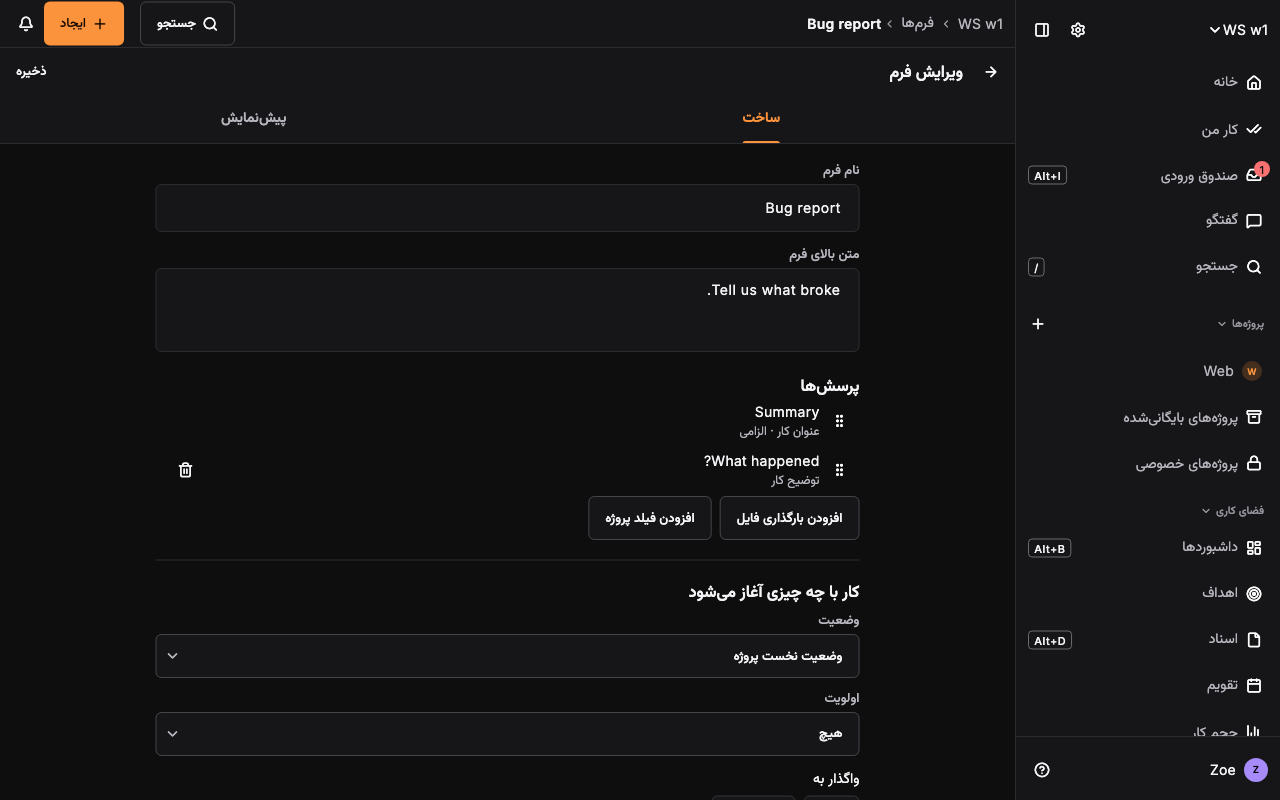 WS w1
خانه
کار من
صندوق ورودی
1
Alt+I
گفتگو
جستجو
/
پروژه‌ها
W
Web
پروژه‌های بایگانی‌شده
پروژه‌های خصوصی
فضای کاری
داشبوردها
Alt+B
اهداف
اسناد
Alt+D
تقویم
حجم کار
Z
Zoe
WS w1 › فرم‌ها › Bug report
جستجو
ایجاد
ویرایش فرم
ذخیره
ساخت
پیش‌نمایش
نام فرم
Bug report
متن بالای فرم
Tell us what broke.
پرسش‌ها
Summary
عنوان کار · الزامی
What happened?
توضیح کار
افزودن بارگذاری فایل
افزودن فیلد پروژه
کار با چه چیزی آغاز می‌شود
وضعیت
وضعیت نخست پروژه
اولویت
هیچ
واگذار به